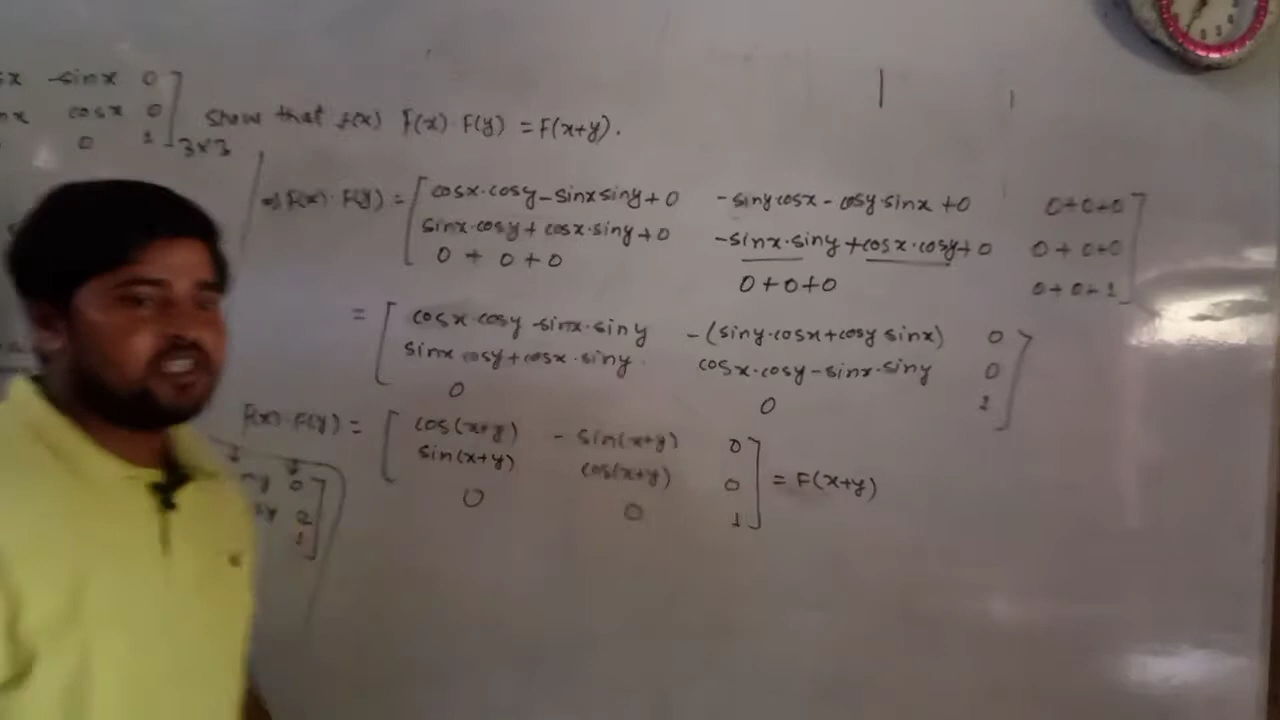 sx -sinx 0
nx cosx 0
0 1 3x3
Show that f(x) F(x)·F(y) = F(x+y).
⇒ F(x)·F(y) = [ cosx·cosy - sinx siny + 0 -siny cosx - cosy·sinx + 0 0+0+0
sinx·cosy + cosx·siny + 0 -sinx·siny + cosx·cosy + 0 0+0+0
0 + 0 + 0 0+0+0 0+0+1 ]
= [ cosx·cosy - sinx·siny -(siny·cosx+cosy sinx) 0
sinx cosy + cosx·siny cosx·cosy - sinx·siny 0
0 0 1 ]
F(x)·F(y) = [ cos(x+y) - sin(x+y) 0
sin(x+y) cos(x+y) 0 = F(x+y)
0 0 1 ]
ny 0
1